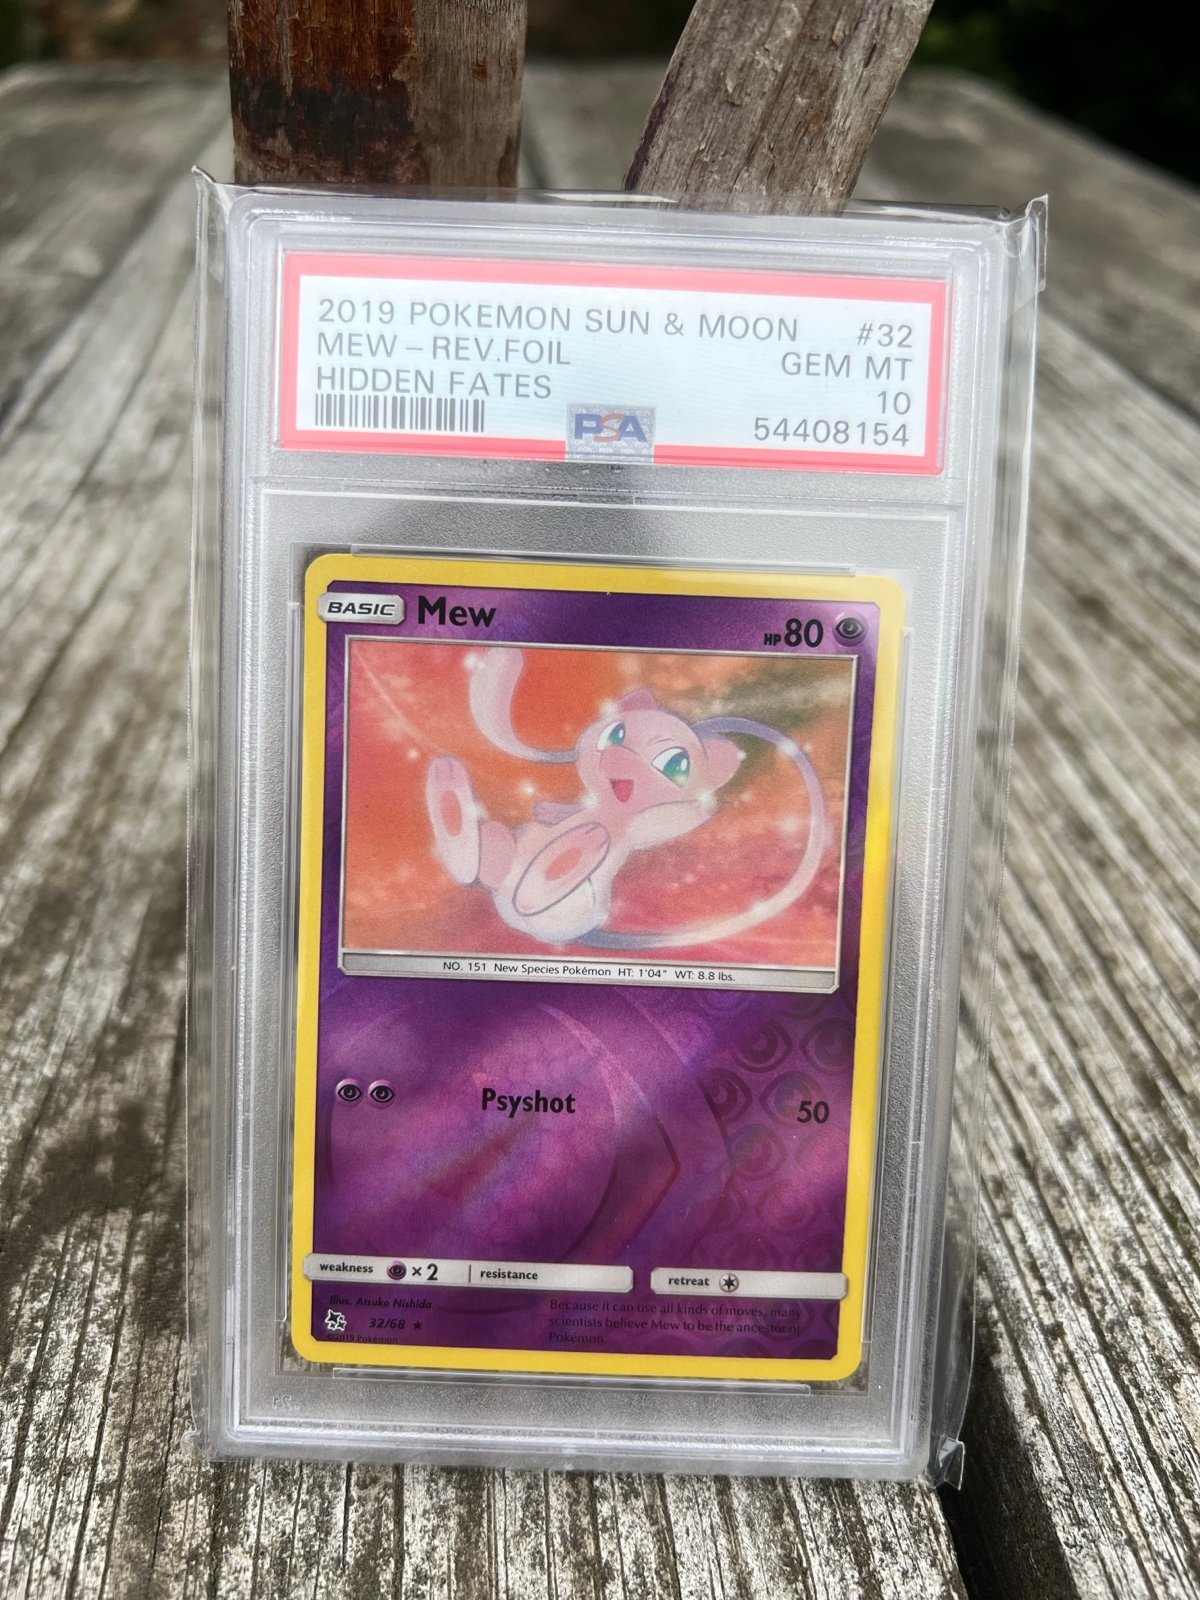 2019 POKEMON SUN & MOON #32
MEW – REV.FOIL GEM MT
HIDDEN FATES 10
PSA 54408154
BASIC Mew HP 80
NO. 151 New Species Pokémon HT: 1'04" WT: 8.8 lbs.
Psyshot 50
weakness ×2 resistance retreat
Illus. Atsuko Nishida
32/68
©2019 Pokémon
Because it can use all kinds of moves, many
scientists believe Mew to be the ancestor of
Pokémon.